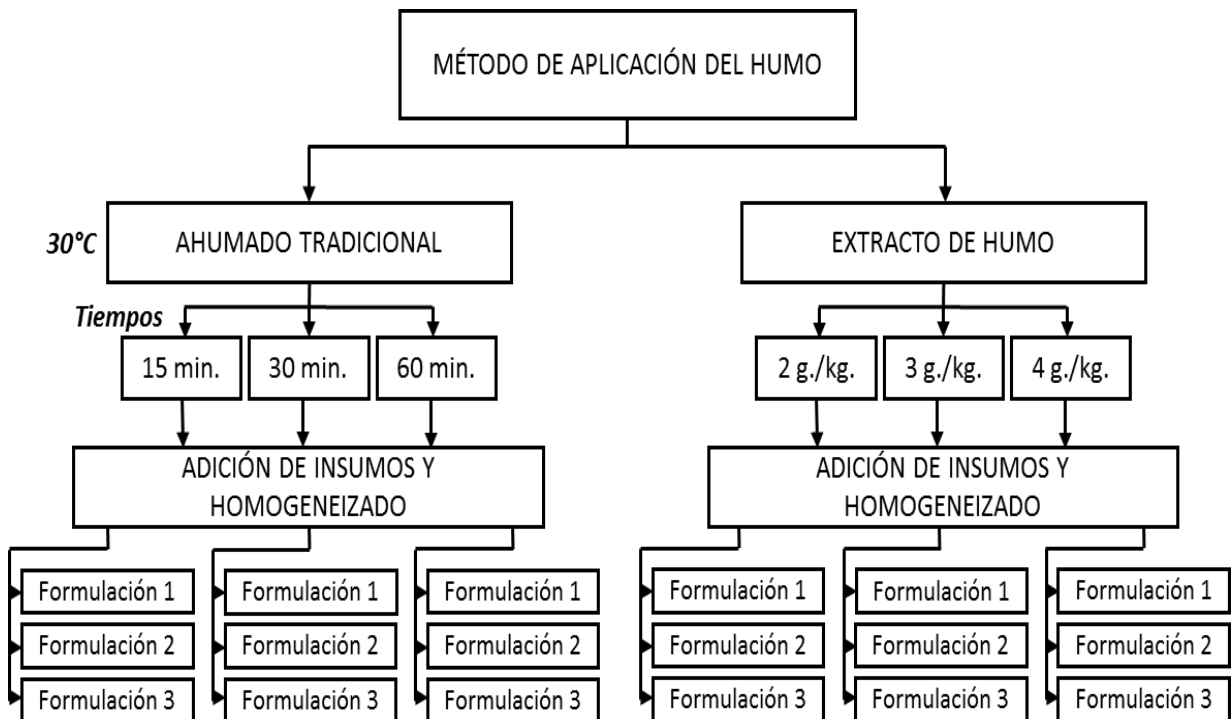 MÉTODO DE APLICACIÓN DEL HUMO
30°C
AHUMADO TRADICIONAL
EXTRACTO DE HUMO
Tiempos
15 min.
30 min.
60 min.
2 g./kg.
3 g./kg.
4 g./kg.
ADICIÓN DE INSUMOS Y
HOMOGENEIZADO
ADICIÓN DE INSUMOS Y
HOMOGENEIZADO
Formulación 1
Formulación 2
Formulación 3
Formulación 1
Formulación 2
Formulación 3
Formulación 1
Formulación 2
Formulación 3
Formulación 1
Formulación 2
Formulación 3
Formulación 1
Formulación 2
Formulación 3
Formulación 1
Formulación 2
Formulación 3